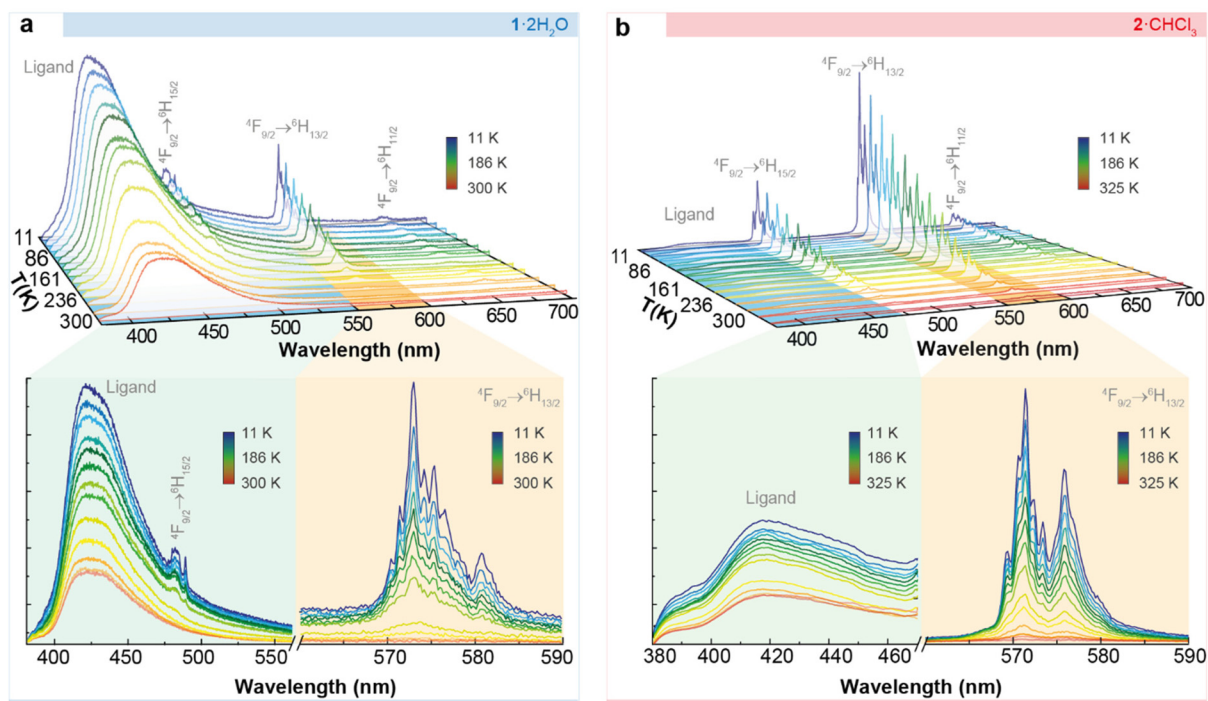 a
1·2H₂O
Ligand
⁴F₉/₂→⁶H₁₅/₂
⁴F₉/₂→⁶H₁₃/₂
⁴F₉/₂→⁶H₁₁/₂
11 K
186 K
300 K
11
86
161
236
300
T(K)
400
450
500
550
600
650
700
Wavelength (nm)
Ligand
⁴F₉/₂→⁶H₁₅/₂
11 K
186 K
300 K
400
450
500
550
Wavelength (nm)
⁴F₉/₂→⁶H₁₃/₂
11 K
186 K
300 K
570
580
590
b
2·CHCl₃
Ligand
⁴F₉/₂→⁶H₁₅/₂
⁴F₉/₂→⁶H₁₃/₂
⁴F₉/₂→⁶H₁₁/₂
11 K
186 K
325 K
11
86
161
236
300
T(K)
400
450
500
550
600
650
700
Wavelength (nm)
Ligand
11 K
186 K
325 K
380
400
420
440
460
Wavelength (nm)
⁴F₉/₂→⁶H₁₃/₂
11 K
186 K
325 K
570
580
590